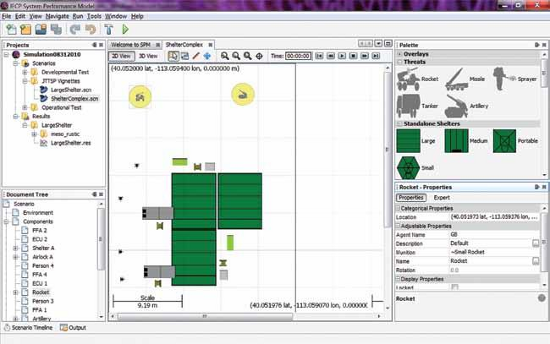 JECP System Performance Model
File Edit View Navigate Run Tools Window Help
Projects
Simulation08312010
Scenarios
Developmental Test
JTTSP Vignettes
LargeShelter.scn
ShelterComplex.scn
Operational Test
Results
LargeShelter
meso_rustic
LargeShelter.res
Document Tree
Scenario
Environment
Components
FFA 2
ECU 2
Shelter A
Airlock A
Person 4
FFA 4
ECU 1
Rocket
Person 3
FFA 1
Artillery
Welcome to SPM
ShelterComplex
2D View 3D View
Time: 00:00:00
(40.052000 lat, -113.059400 lon, 0.000000 m)
Scale
9.19 m
(40.051976 lat, -113.059070 lon, 0.00000
Palette
Overlays
Threats
Rocket Missile Sprayer
Tanker Artillery
Standalone Shelters
Large Medium Portable
Small
Rocket - Properties
Properties Expert
Categorical Properties
Location (40.051973 lat, -113.059376 lon, 0
Adjustable Properties
Agent Name GB
Description Default
Munition ~Small Rocket
Name Rocket
Rotation 0.0
Display Properties
Locked
Rocket
Scenario Timeline Output